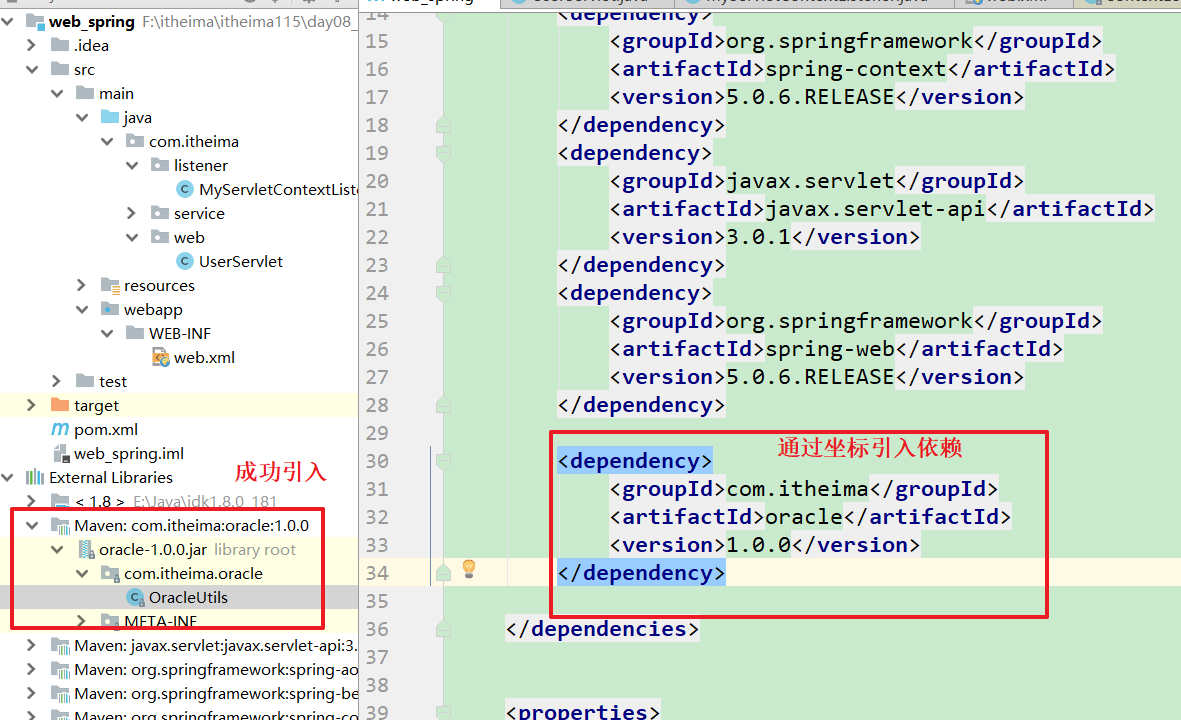 web_spring F:\itheima\itheima115\day08_
.idea
src
main
java
com.itheima
listener
MyServletContextListe
service
web
UserServlet
resources
webapp
WEB-INF
web.xml
test
target
pom.xml
web_spring.iml
成功引入
External Libraries
< 1.8 > E:\Java\jdk1.8.0_181
Maven: com.itheima:oracle:1.0.0
oracle-1.0.0.jar library root
com.itheima.oracle
OracleUtils
META-INF
Maven: javax.servlet:javax.servlet-api:3.
Maven: org.springframework:spring-ao
Maven: org.springframework:spring-be
Maven: org.springframework:spring-co
14 <dependency>
15 <groupId>org.springframework</groupId>
16 <artifactId>spring-context</artifactId>
17 <version>5.0.6.RELEASE</version>
18 </dependency>
19 <dependency>
20 <groupId>javax.servlet</groupId>
21 <artifactId>javax.servlet-api</artifactId>
22 <version>3.0.1</version>
23 </dependency>
24 <dependency>
25 <groupId>org.springframework</groupId>
26 <artifactId>spring-web</artifactId>
27 <version>5.0.6.RELEASE</version>
28 </dependency>
29
通过坐标引入依赖
30 <dependency>
31 <groupId>com.itheima</groupId>
32 <artifactId>oracle</artifactId>
33 <version>1.0.0</version>
34 </dependency>
35
36 </dependencies>
37
38
39 <properties>